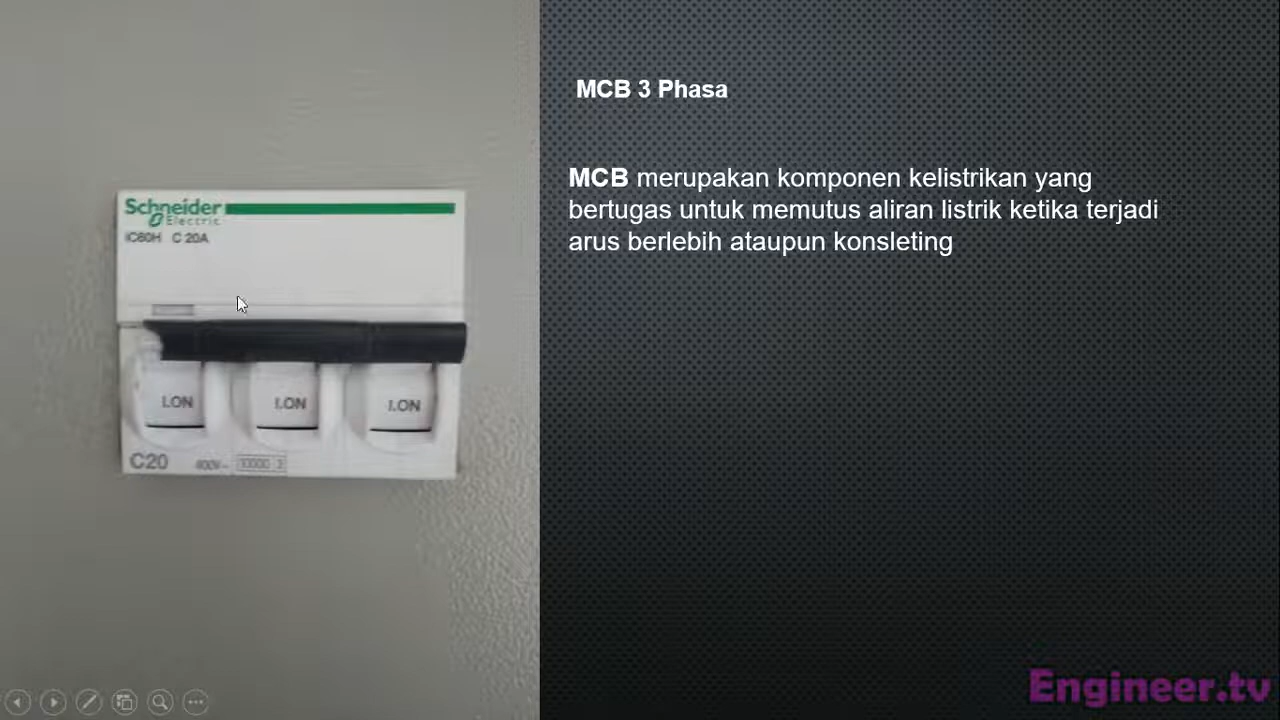 MCB 3 Phasa
MCB merupakan komponen kelistrikan yang
bertugas untuk memutus aliran listrik ketika terjadi
arus berlebih ataupun konsleting
Schneider
Electric
iC60H C 20A
I.ON I.ON I.ON
C20
Engineer.tv